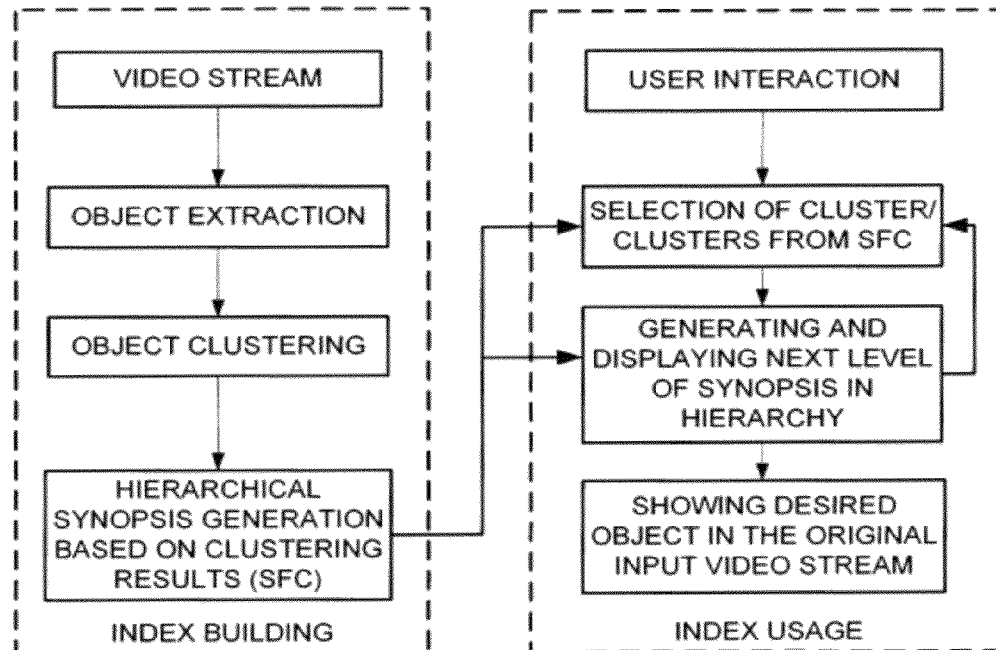 VIDEO STREAM
OBJECT EXTRACTION
OBJECT CLUSTERING
HIERARCHICAL
SYNOPSIS GENERATION
BASED ON CLUSTERING
RESULTS (SFC)
INDEX BUILDING
USER INTERACTION
SELECTION OF CLUSTER/
CLUSTERS FROM SFC
GENERATING AND
DISPLAYING NEXT LEVEL
OF SYNOPSIS IN
HIERARCHY
SHOWING DESIRED
OBJECT IN THE ORIGINAL
INPUT VIDEO STREAM
INDEX USAGE